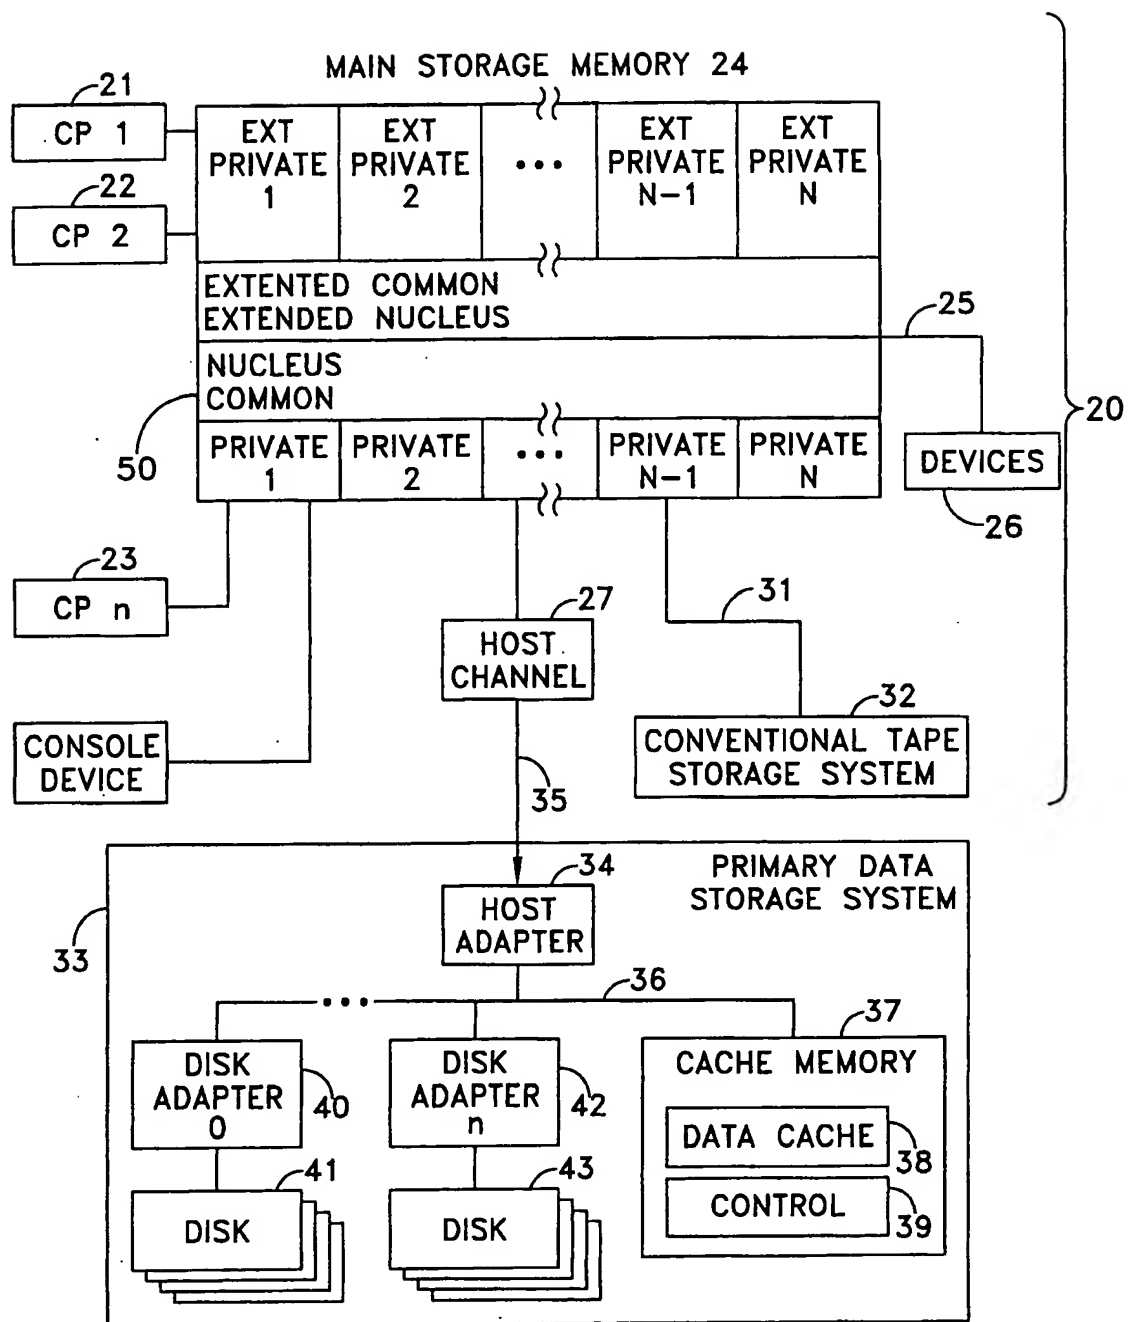 MAIN STORAGE MEMORY 24
21
CP 1
22
CP 2
EXT
PRIVATE
1
EXT
PRIVATE
2
...
EXT
PRIVATE
N-1
EXT
PRIVATE
N
EXTENTED COMMON
EXTENDED NUCLEUS
25
NUCLEUS
COMMON
20
50
PRIVATE
1
PRIVATE
2
...
PRIVATE
N-1
PRIVATE
N
DEVICES
26
23
CP n
27
HOST
CHANNEL
31
32
CONVENTIONAL TAPE
STORAGE SYSTEM
CONSOLE
DEVICE
35
PRIMARY DATA
STORAGE SYSTEM
34
HOST
ADAPTER
33
36
...
37
DISK
ADAPTER
0
40
DISK
ADAPTER
n
42
CACHE MEMORY
DATA CACHE
38
CONTROL
39
41
DISK
43
DISK